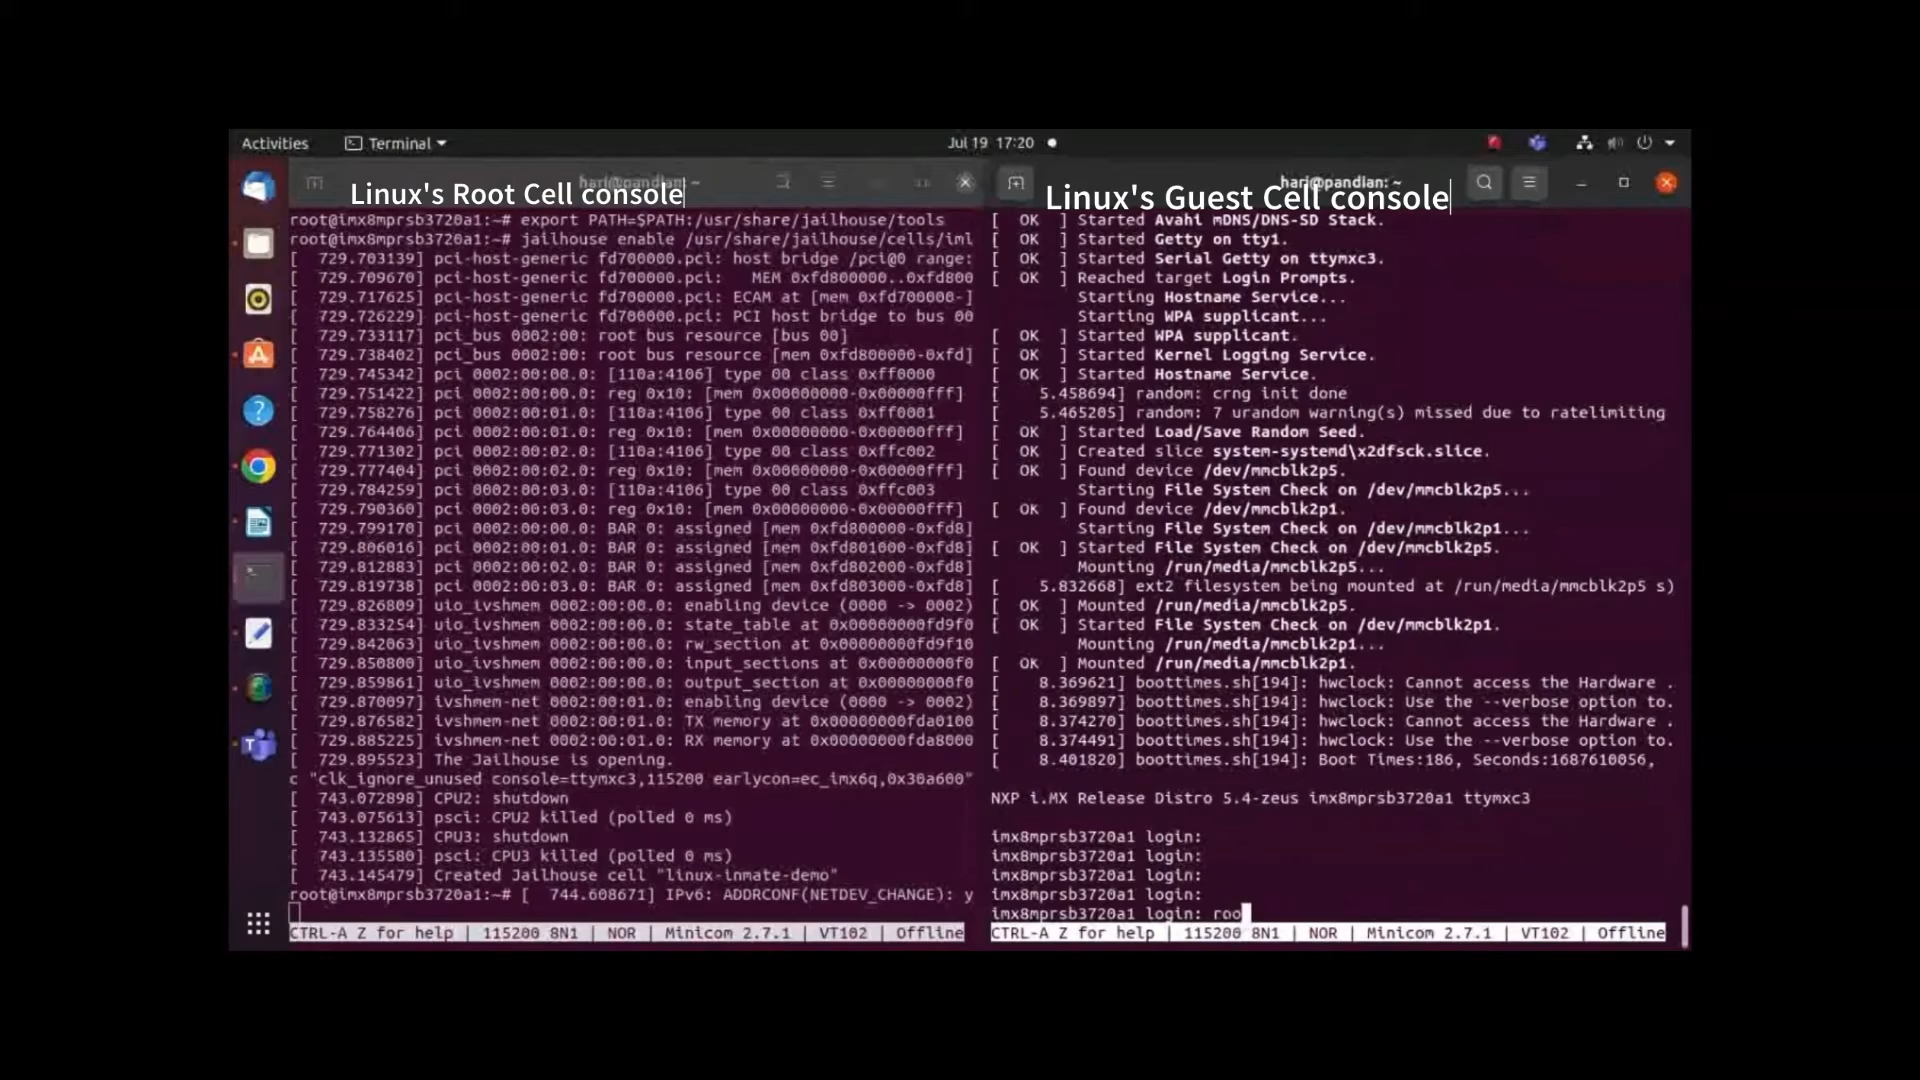 Activities Terminal Jul 19 17:20
Linux's Root Cell console
hari@pandian: ~
Linux's Guest Cell console
hari@pandian: ~
root@imx8mprsb3720a1:~# export PATH=$PATH:/usr/share/jailhouse/tools
root@imx8mprsb3720a1:~# jailhouse enable /usr/share/jailhouse/cells/iml
[ 729.703139] pci-host-generic fd700000.pci: host bridge /pci@0 range:
[ 729.709670] pci-host-generic fd700000.pci: MEM 0xfd800000..0xfd800
[ 729.717625] pci-host-generic fd700000.pci: ECAM at [mem 0xfd700000-]
[ 729.726229] pci-host-generic fd700000.pci: PCI host bridge to bus 00
[ 729.733117] pci_bus 0002:00: root bus resource [bus 00]
[ 729.738402] pci_bus 0002:00: root bus resource [mem 0xfd800000-0xfd]
[ 729.745342] pci 0002:00:00.0: [110a:4106] type 00 class 0xff0000
[ 729.751422] pci 0002:00:00.0: reg 0x10: [mem 0x00000000-0x00000fff]
[ 729.758276] pci 0002:00:01.0: [110a:4106] type 00 class 0xff0001
[ 729.764406] pci 0002:00:01.0: reg 0x10: [mem 0x00000000-0x00000fff]
[ 729.771302] pci 0002:00:02.0: [110a:4106] type 00 class 0xffc002
[ 729.777404] pci 0002:00:02.0: reg 0x10: [mem 0x00000000-0x00000fff]
[ 729.784259] pci 0002:00:03.0: [110a:4106] type 00 class 0xffc003
[ 729.790360] pci 0002:00:03.0: reg 0x10: [mem 0x00000000-0x00000fff]
[ 729.799170] pci 0002:00:00.0: BAR 0: assigned [mem 0xfd800000-0xfd8]
[ 729.806016] pci 0002:00:01.0: BAR 0: assigned [mem 0xfd801000-0xfd8]
[ 729.812883] pci 0002:00:02.0: BAR 0: assigned [mem 0xfd802000-0xfd8]
[ 729.819738] pci 0002:00:03.0: BAR 0: assigned [mem 0xfd803000-0xfd8]
[ 729.826809] uio_ivshmem 0002:00:00.0: enabling device (0000 -> 0002)
[ 729.833254] uio_ivshmem 0002:00:00.0: state_table at 0x00000000fd9f0
[ 729.842063] uio_ivshmem 0002:00:00.0: rw_section at 0x00000000fd9f10
[ 729.850800] uio_ivshmem 0002:00:00.0: input_sections at 0x00000000f0
[ 729.859861] uio_ivshmem 0002:00:00.0: output_section at 0x00000000f0
[ 729.870097] ivshmem-net 0002:00:01.0: enabling device (0000 -> 0002)
[ 729.876582] ivshmem-net 0002:00:01.0: TX memory at 0x00000000fda0100
[ 729.885225] ivshmem-net 0002:00:01.0: RX memory at 0x00000000fda8000
[ 729.895523] The Jailhouse is opening.
c "clk_ignore_unused console=ttymxc3,115200 earlycon=ec_imx6q,0x30a600"
[ 743.072898] CPU2: shutdown
[ 743.075613] psci: CPU2 killed (polled 0 ms)
[ 743.132865] CPU3: shutdown
[ 743.135580] psci: CPU3 killed (polled 0 ms)
[ 743.145479] Created Jailhouse cell "linux-inmate-demo"
root@imx8mprsb3720a1:~# [ 744.608671] IPv6: ADDRCONF(NETDEV_CHANGE): y
CTRL-A Z for help | 115200 8N1 | NOR | Minicom 2.7.1 | VT102 | Offline
[ OK ] Started Avahi mDNS/DNS-SD Stack.
[ OK ] Started Getty on tty1.
[ OK ] Started Serial Getty on ttymxc3.
[ OK ] Reached target Login Prompts.
Starting Hostname Service...
Starting WPA supplicant...
[ OK ] Started WPA supplicant.
[ OK ] Started Kernel Logging Service.
[ OK ] Started Hostname Service.
[ 5.458694] random: crng init done
[ 5.465205] random: 7 urandom warning(s) missed due to ratelimiting
[ OK ] Started Load/Save Random Seed.
[ OK ] Created slice system-systemd\x2dfsck.slice.
[ OK ] Found device /dev/mmcblk2p5.
Starting File System Check on /dev/mmcblk2p5...
[ OK ] Found device /dev/mmcblk2p1.
Starting File System Check on /dev/mmcblk2p1...
[ OK ] Started File System Check on /dev/mmcblk2p5.
Mounting /run/media/mmcblk2p5...
[ 5.832668] ext2 filesystem being mounted at /run/media/mmcblk2p5 s)
[ OK ] Mounted /run/media/mmcblk2p5.
[ OK ] Started File System Check on /dev/mmcblk2p1.
Mounting /run/media/mmcblk2p1...
[ OK ] Mounted /run/media/mmcblk2p1.
[ 8.369621] boottimes.sh[194]: hwclock: Cannot access the Hardware .
[ 8.369897] boottimes.sh[194]: hwclock: Use the --verbose option to.
[ 8.374270] boottimes.sh[194]: hwclock: Cannot access the Hardware .
[ 8.374491] boottimes.sh[194]: hwclock: Use the --verbose option to.
[ 8.401820] boottimes.sh[194]: Boot Times:186, Seconds:1687610056,
NXP i.MX Release Distro 5.4-zeus imx8mprsb3720a1 ttymxc3
imx8mprsb3720a1 login:
imx8mprsb3720a1 login:
imx8mprsb3720a1 login:
imx8mprsb3720a1 login:
imx8mprsb3720a1 login: roo
CTRL-A Z for help | 115200 8N1 | NOR | Minicom 2.7.1 | VT102 | Offline